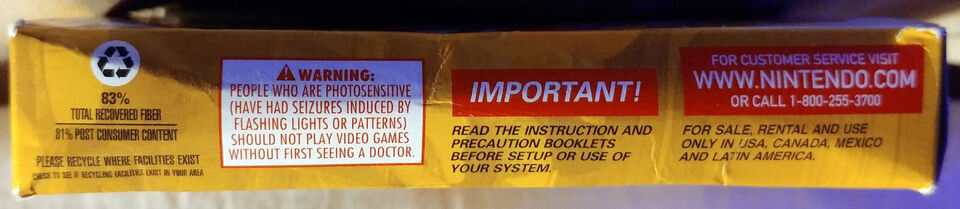 83%
TOTAL RECOVERED FIBER
81% POST CONSUMER CONTENT
PLEASE RECYCLE WHERE FACILITIES EXIST
CHECK TO SEE IF RECYCLING FACILITIES EXIST IN YOUR AREA
WARNING:
PEOPLE WHO ARE PHOTOSENSITIVE
(HAVE HAD SEIZURES INDUCED BY
FLASHING LIGHTS OR PATTERNS)
SHOULD NOT PLAY VIDEO GAMES
WITHOUT FIRST SEEING A DOCTOR.
IMPORTANT!
READ THE INSTRUCTION AND
PRECAUTION BOOKLETS
BEFORE SETUP OR USE OF
YOUR SYSTEM.
FOR CUSTOMER SERVICE VISIT
WWW.NINTENDO.COM
OR CALL 1-800-255-3700
FOR SALE, RENTAL AND USE
ONLY IN USA, CANADA, MEXICO
AND LATIN AMERICA.